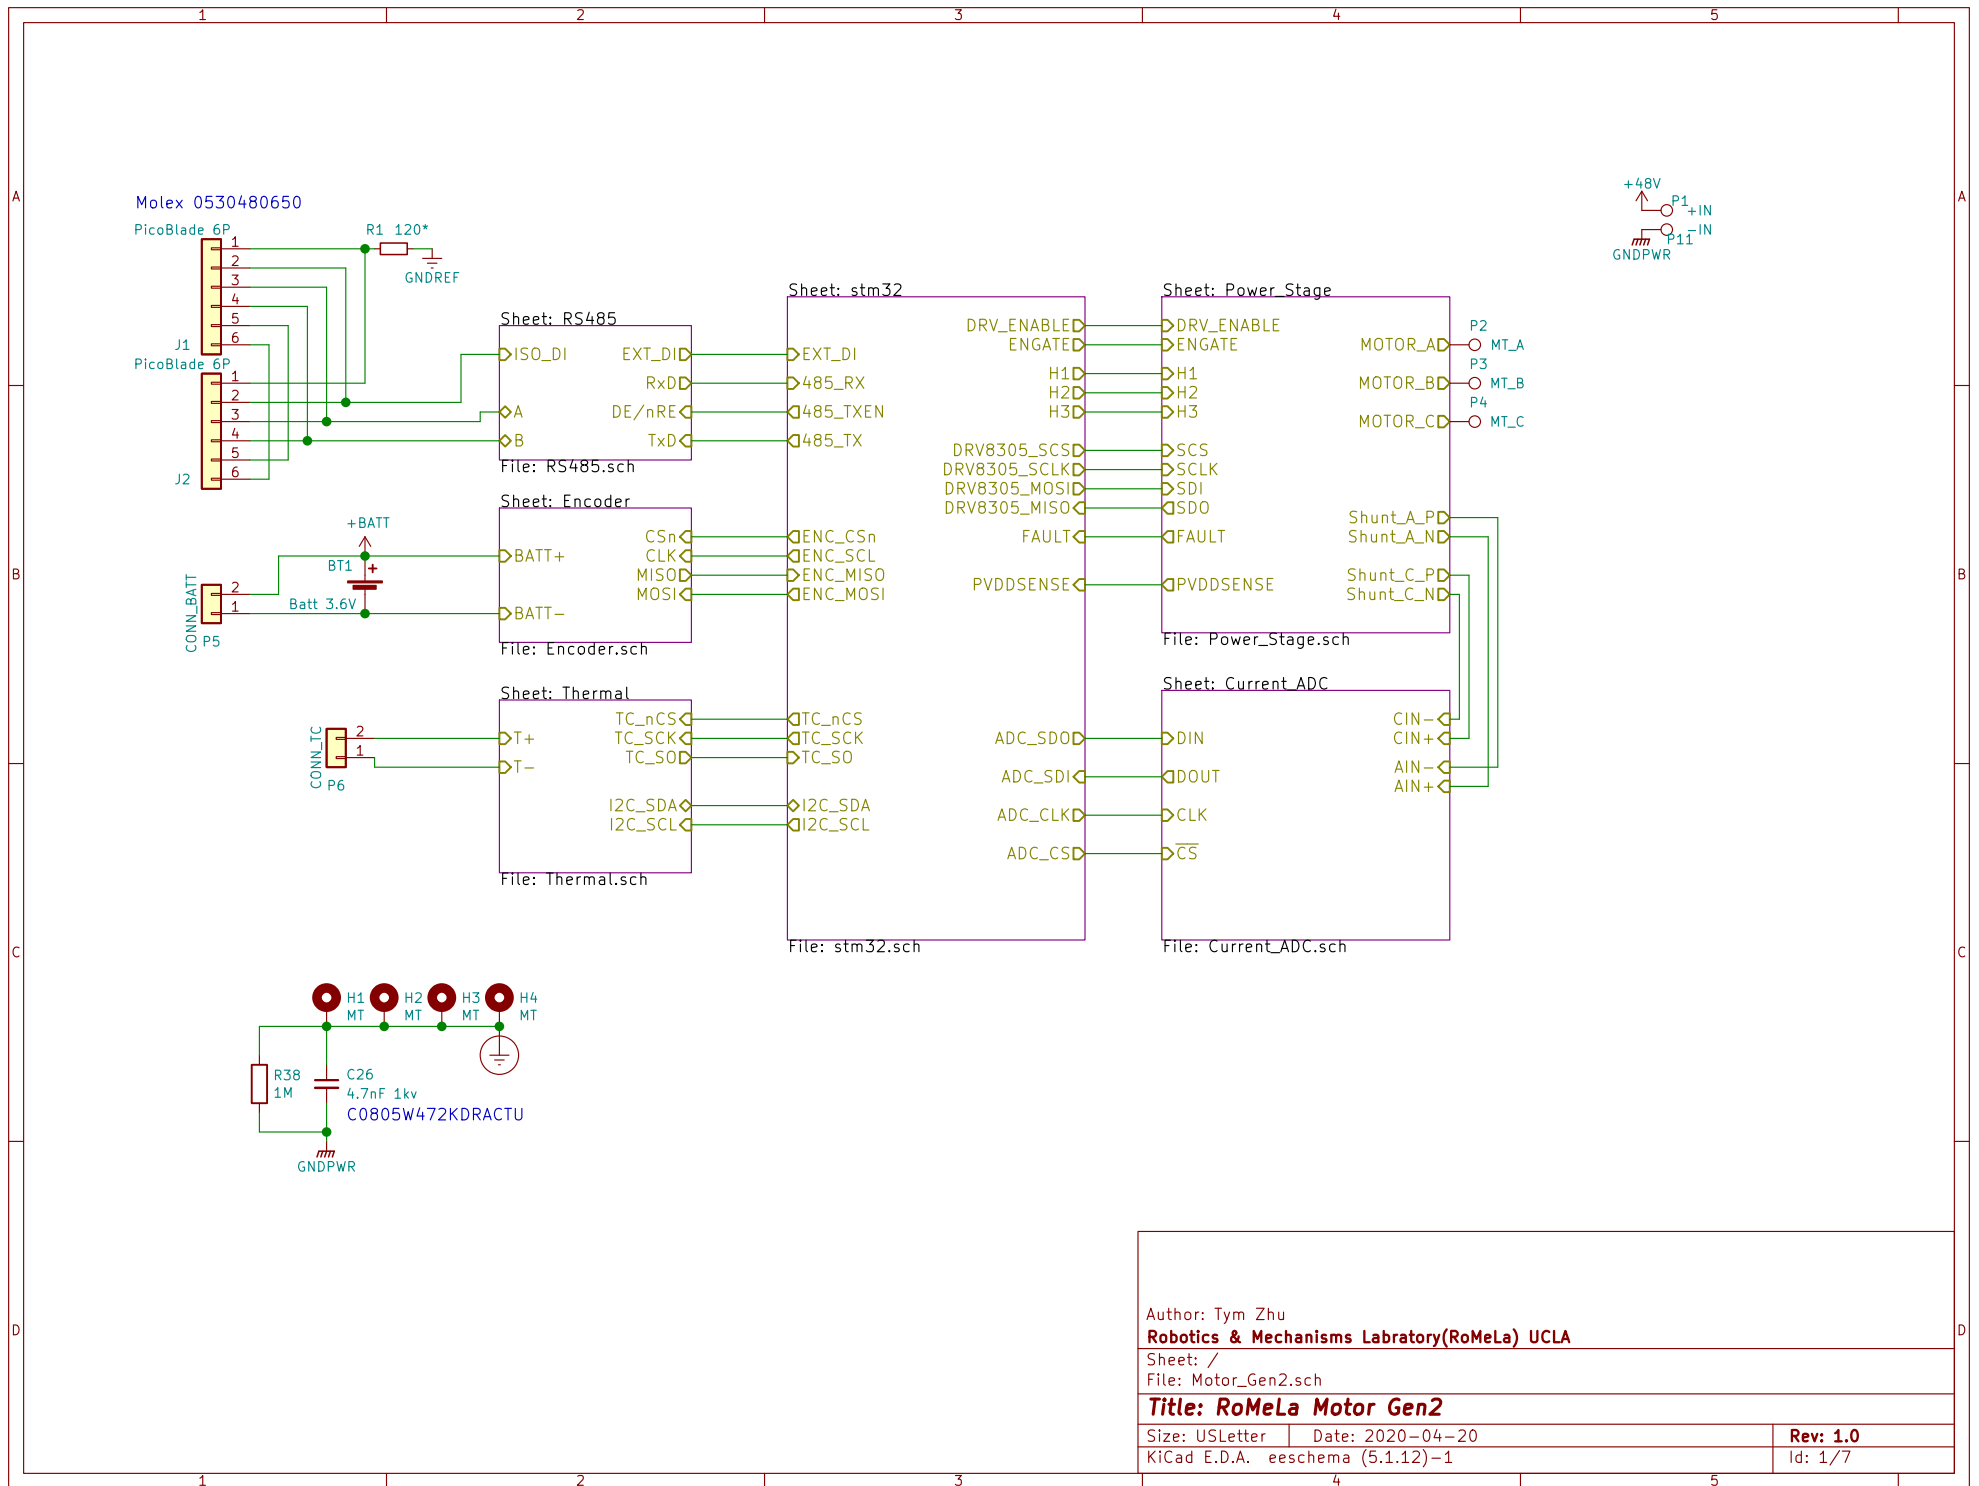 1 2 3 4 5
A A
B B
C C
D D
1 2 3 4 5
Molex 0530480650
PicoBlade 6P
1
2
3
4
5
6
J1
PicoBlade 6P
1
2
3
4
5
6
J2
R1 120*
GNDREF
Sheet: RS485
ISO_DI
A
B
EXT_DI
RxD
DE/nRE
TxD
File: RS485.sch
+BATT
BT1
+
Batt 3.6V
CONN_BATT
2
1
P5
Sheet: Encoder
BATT+
BATT-
CSn
CLK
MISO
MOSI
File: Encoder.sch
CONN_TC
2
1
P6
Sheet: Thermal
T+
T-
TC_nCS
TC_SCK
TC_SO
I2C_SDA
I2C_SCL
File: Thermal.sch
Sheet: stm32
EXT_DI
485_RX
485_TXEN
485_TX
ENC_CSn
ENC_SCL
ENC_MISO
ENC_MOSI
TC_nCS
TC_SCK
TC_SO
I2C_SDA
I2C_SCL
DRV_ENABLE
ENGATE
H1
H2
H3
DRV8305_SCS
DRV8305_SCLK
DRV8305_MOSI
DRV8305_MISO
FAULT
PVDDSENSE
ADC_SDO
ADC_SDI
ADC_CLK
ADC_CS
File: stm32.sch
Sheet: Power_Stage
DRV_ENABLE
ENGATE
H1
H2
H3
SCS
SCLK
SDI
SDO
FAULT
PVDDSENSE
MOTOR_A
MOTOR_B
MOTOR_C
Shunt_A_P
Shunt_A_N
Shunt_C_P
Shunt_C_N
File: Power_Stage.sch
P2
MT_A
P3
MT_B
P4
MT_C
Sheet: Current_ADC
DIN
DOUT
CLK
CS
CIN-
CIN+
AIN-
AIN+
File: Current_ADC.sch
+48V
P1
+IN
-IN
P11
GNDPWR
H1
MT
H2
MT
H3
MT
H4
MT
R38
1M
C26
4.7nF 1kv
C0805W472KDRACTU
GNDPWR
Author: Tym Zhu
Robotics & Mechanisms Labratory(RoMeLa) UCLA
Sheet: /
File: Motor_Gen2.sch
Title: RoMeLa Motor Gen2
Size: USLetter Date: 2020-04-20 Rev: 1.0
KiCad E.D.A. eeschema (5.1.12)-1 Id: 1/7